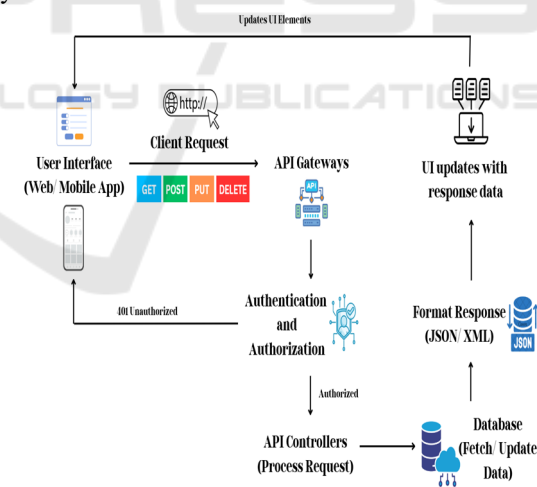 Updates UI Elements
LOGY PUBLICATIONS
http://
Client Request
User Interface
(Web/ Mobile App)
GET POST PUT DELETE
API Gateways
API
UI updates with
response data
401 Unauthorized
Authentication
and
Authorization
Format Response
(JSON/ XML)
JSON
Authorized
API Controllers
(Process Request)
Database
(Fetch/ Update
Data)